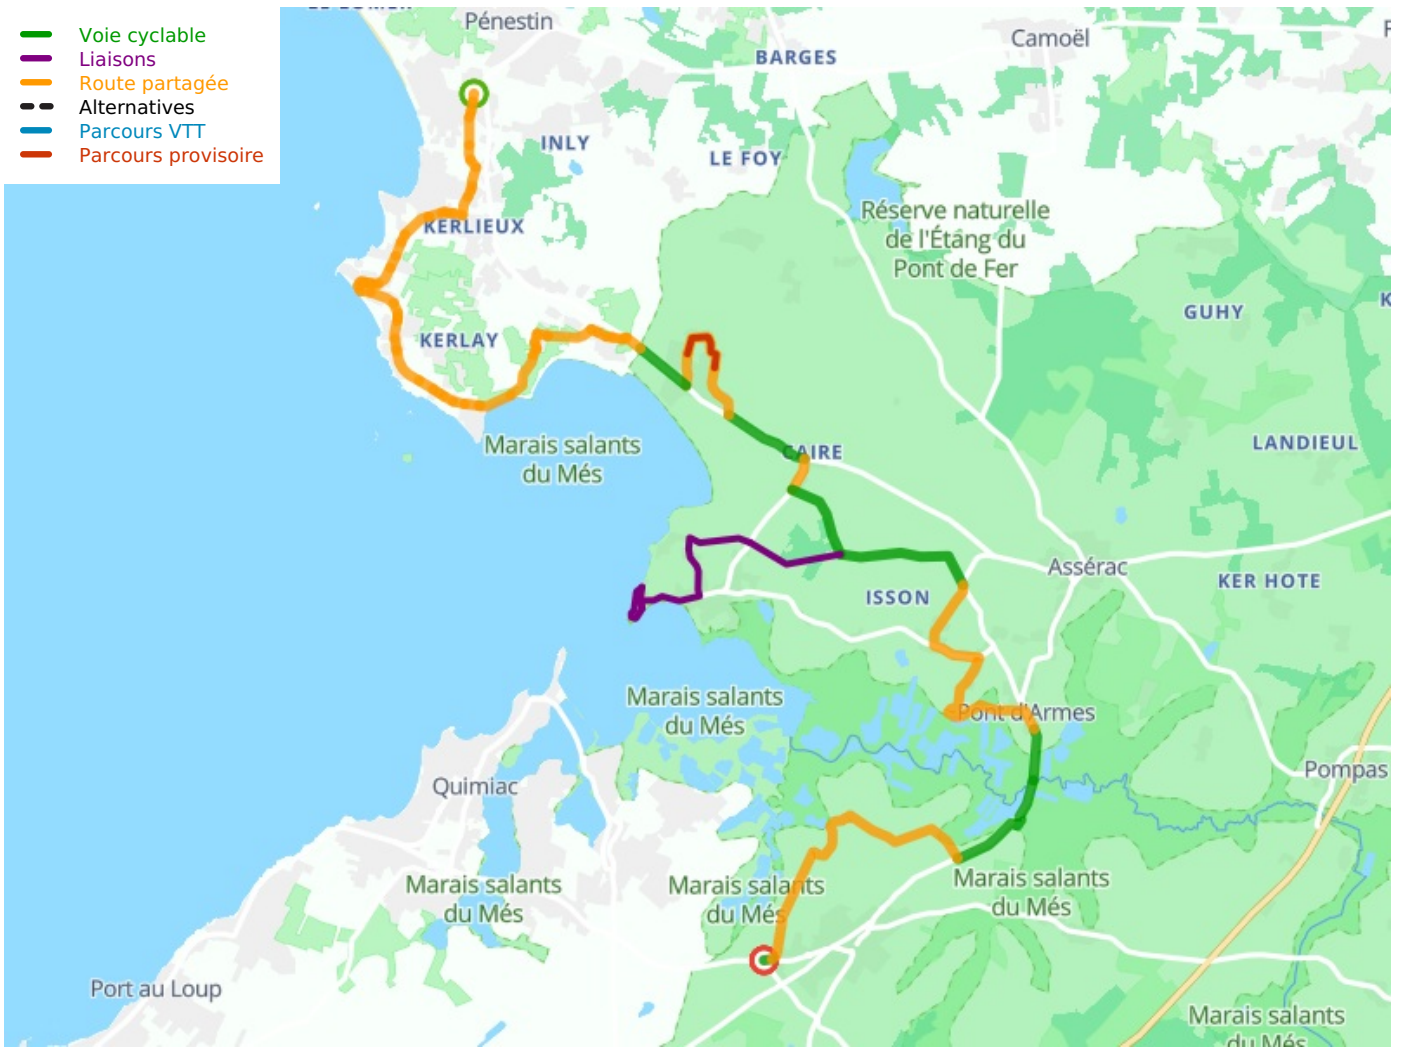 Pénestin
Voie cyclable
Liaisons
Route partagée
Alternatives
Parcours VTT
Parcours provisoire
Camoël
BARGES
INLY
LE FOY
KERLIEUX
Réserve naturelle
de l'Étang du
Pont de Fer
GUHY
KERLAY
Marais salants
du Més
CAIRE
LANDIEUL
Assérac
KER HOTE
ISSON
Marais salants
du Més
Pont d'Armes
Quimiac
Pompas
Marais salants
du Més
Marais salants
du Més
Marais salants
du Més
Port au Loup
Marais salants
du Més